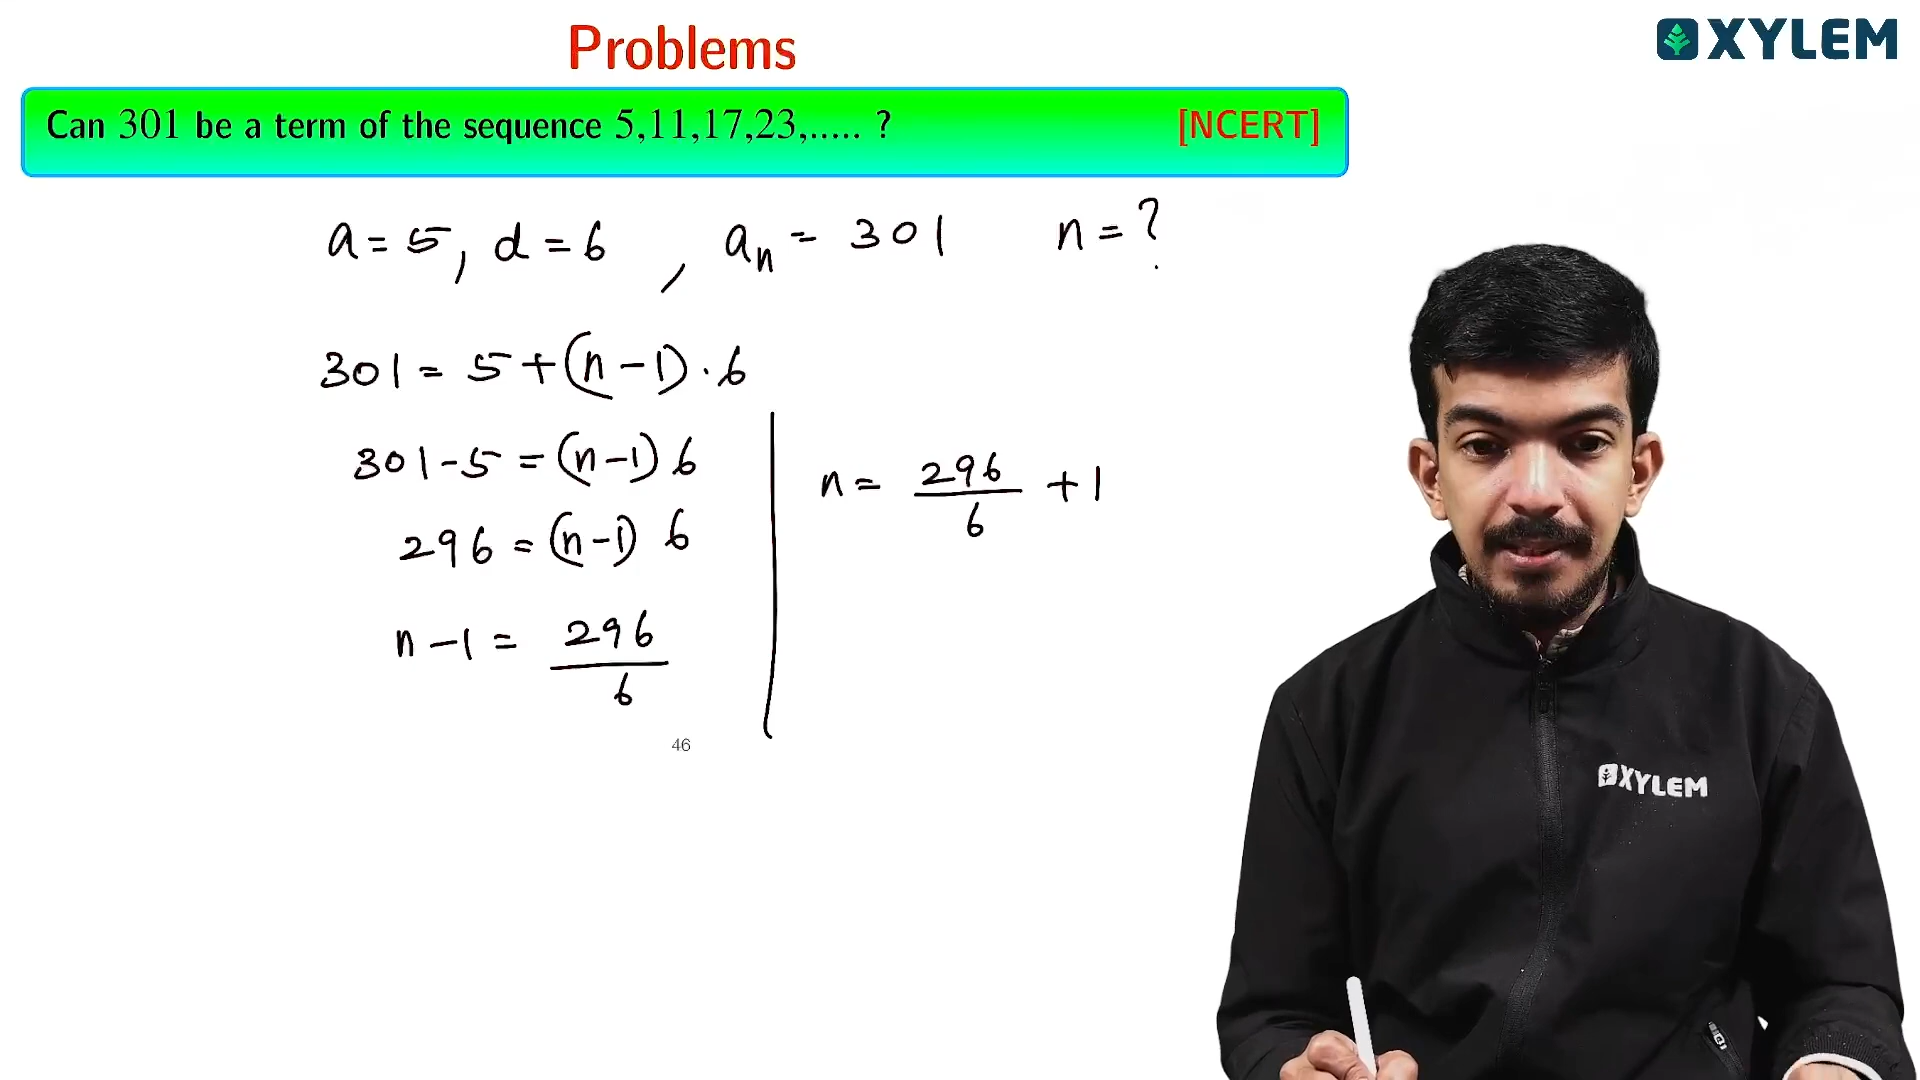 Problems
XYLEM
Can 301 be a term of the sequence 5,11,17,23,..... ? [NCERT]
a = 5, d = 6, aₙ = 301 n = ?
301 = 5 + (n – 1) · 6
301 - 5 = (n – 1) 6
296 = (n – 1) 6
n – 1 = 296/6
n = 296/6 + 1
46
XYLEM